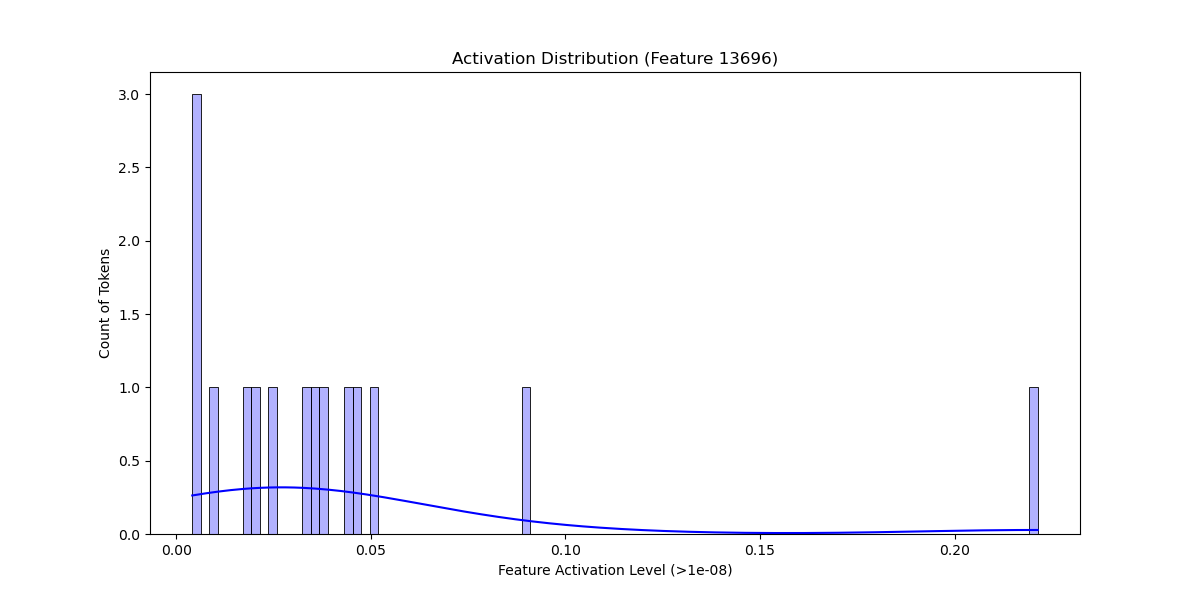 Activation Distribution (Feature 13696)
3.0
2.5
2.0
1.5
1.0
0.5
0.0
Count of Tokens
0.00 0.05 0.10 0.15 0.20
Feature Activation Level (>1e-08)